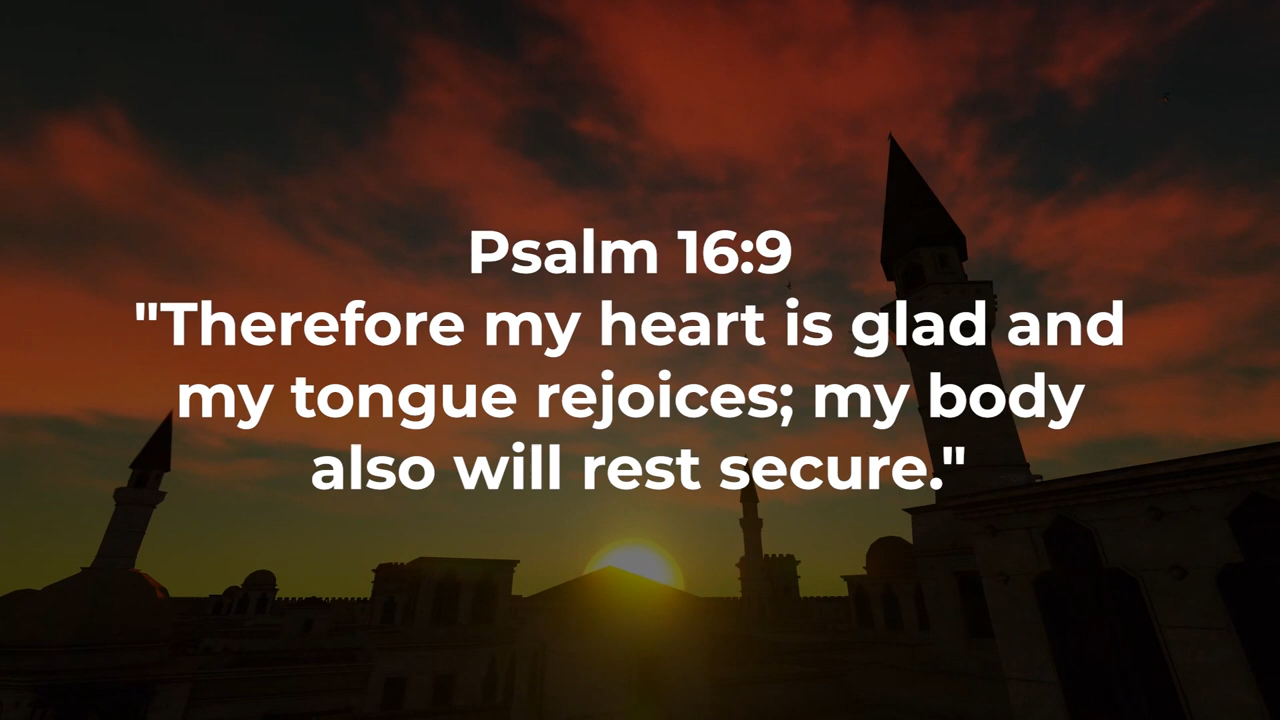 Psalm 16:9
"Therefore my heart is glad and
my tongue rejoices; my body
also will rest secure."